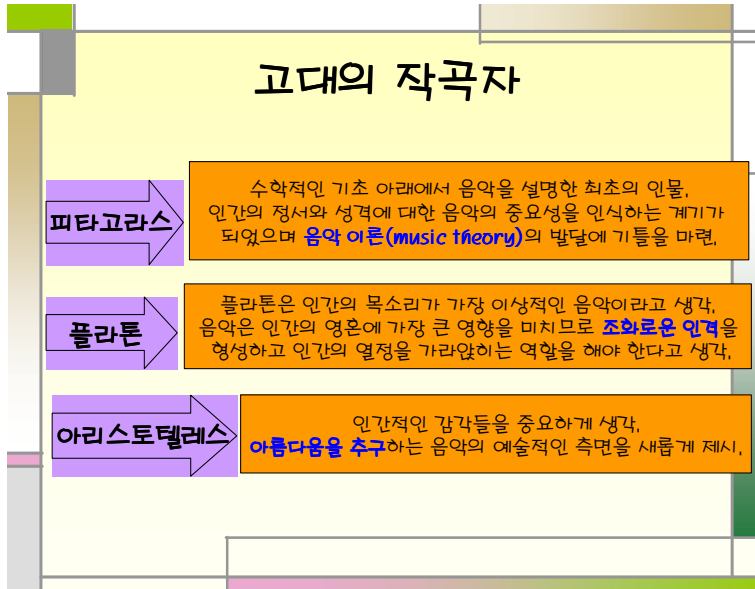 고대의 작곡자
피타고라스
수학적인 기초 아래에서 음악을 설명한 최초의 인물.
인간의 정서와 성격에 대한 음악의 중요성을 인식하는 계기가
되었으며 음악 이론(music theory)의 발달에 기틀을 마련.
플라톤
플라톤은 인간의 목소리가 가장 이상적인 음악이라고 생각.
음악은 인간의 영혼에 가장 큰 영향을 미치므로 조화로운 인격을
형성하고 인간의 열정을 가라앉히는 역할을 해야 한다고 생각.
아리스토텔레스
인간적인 감각들을 중요하게 생각.
아름다움을 추구하는 음악의 예술적인 측면을 새롭게 제시.